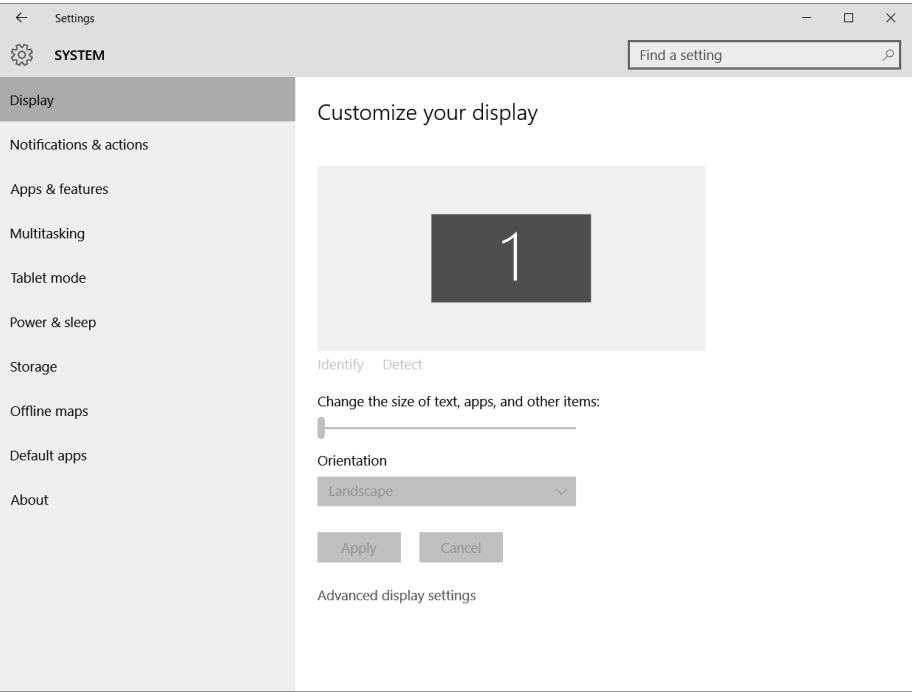 Settings
SYSTEM
Find a setting
Display
Notifications & actions
Apps & features
Multitasking
Tablet mode
Power & sleep
Storage
Offline maps
Default apps
About
Customize your display
1
Identify Detect
Change the size of text, apps, and other items:
Orientation
Landscape
Apply Cancel
Advanced display settings